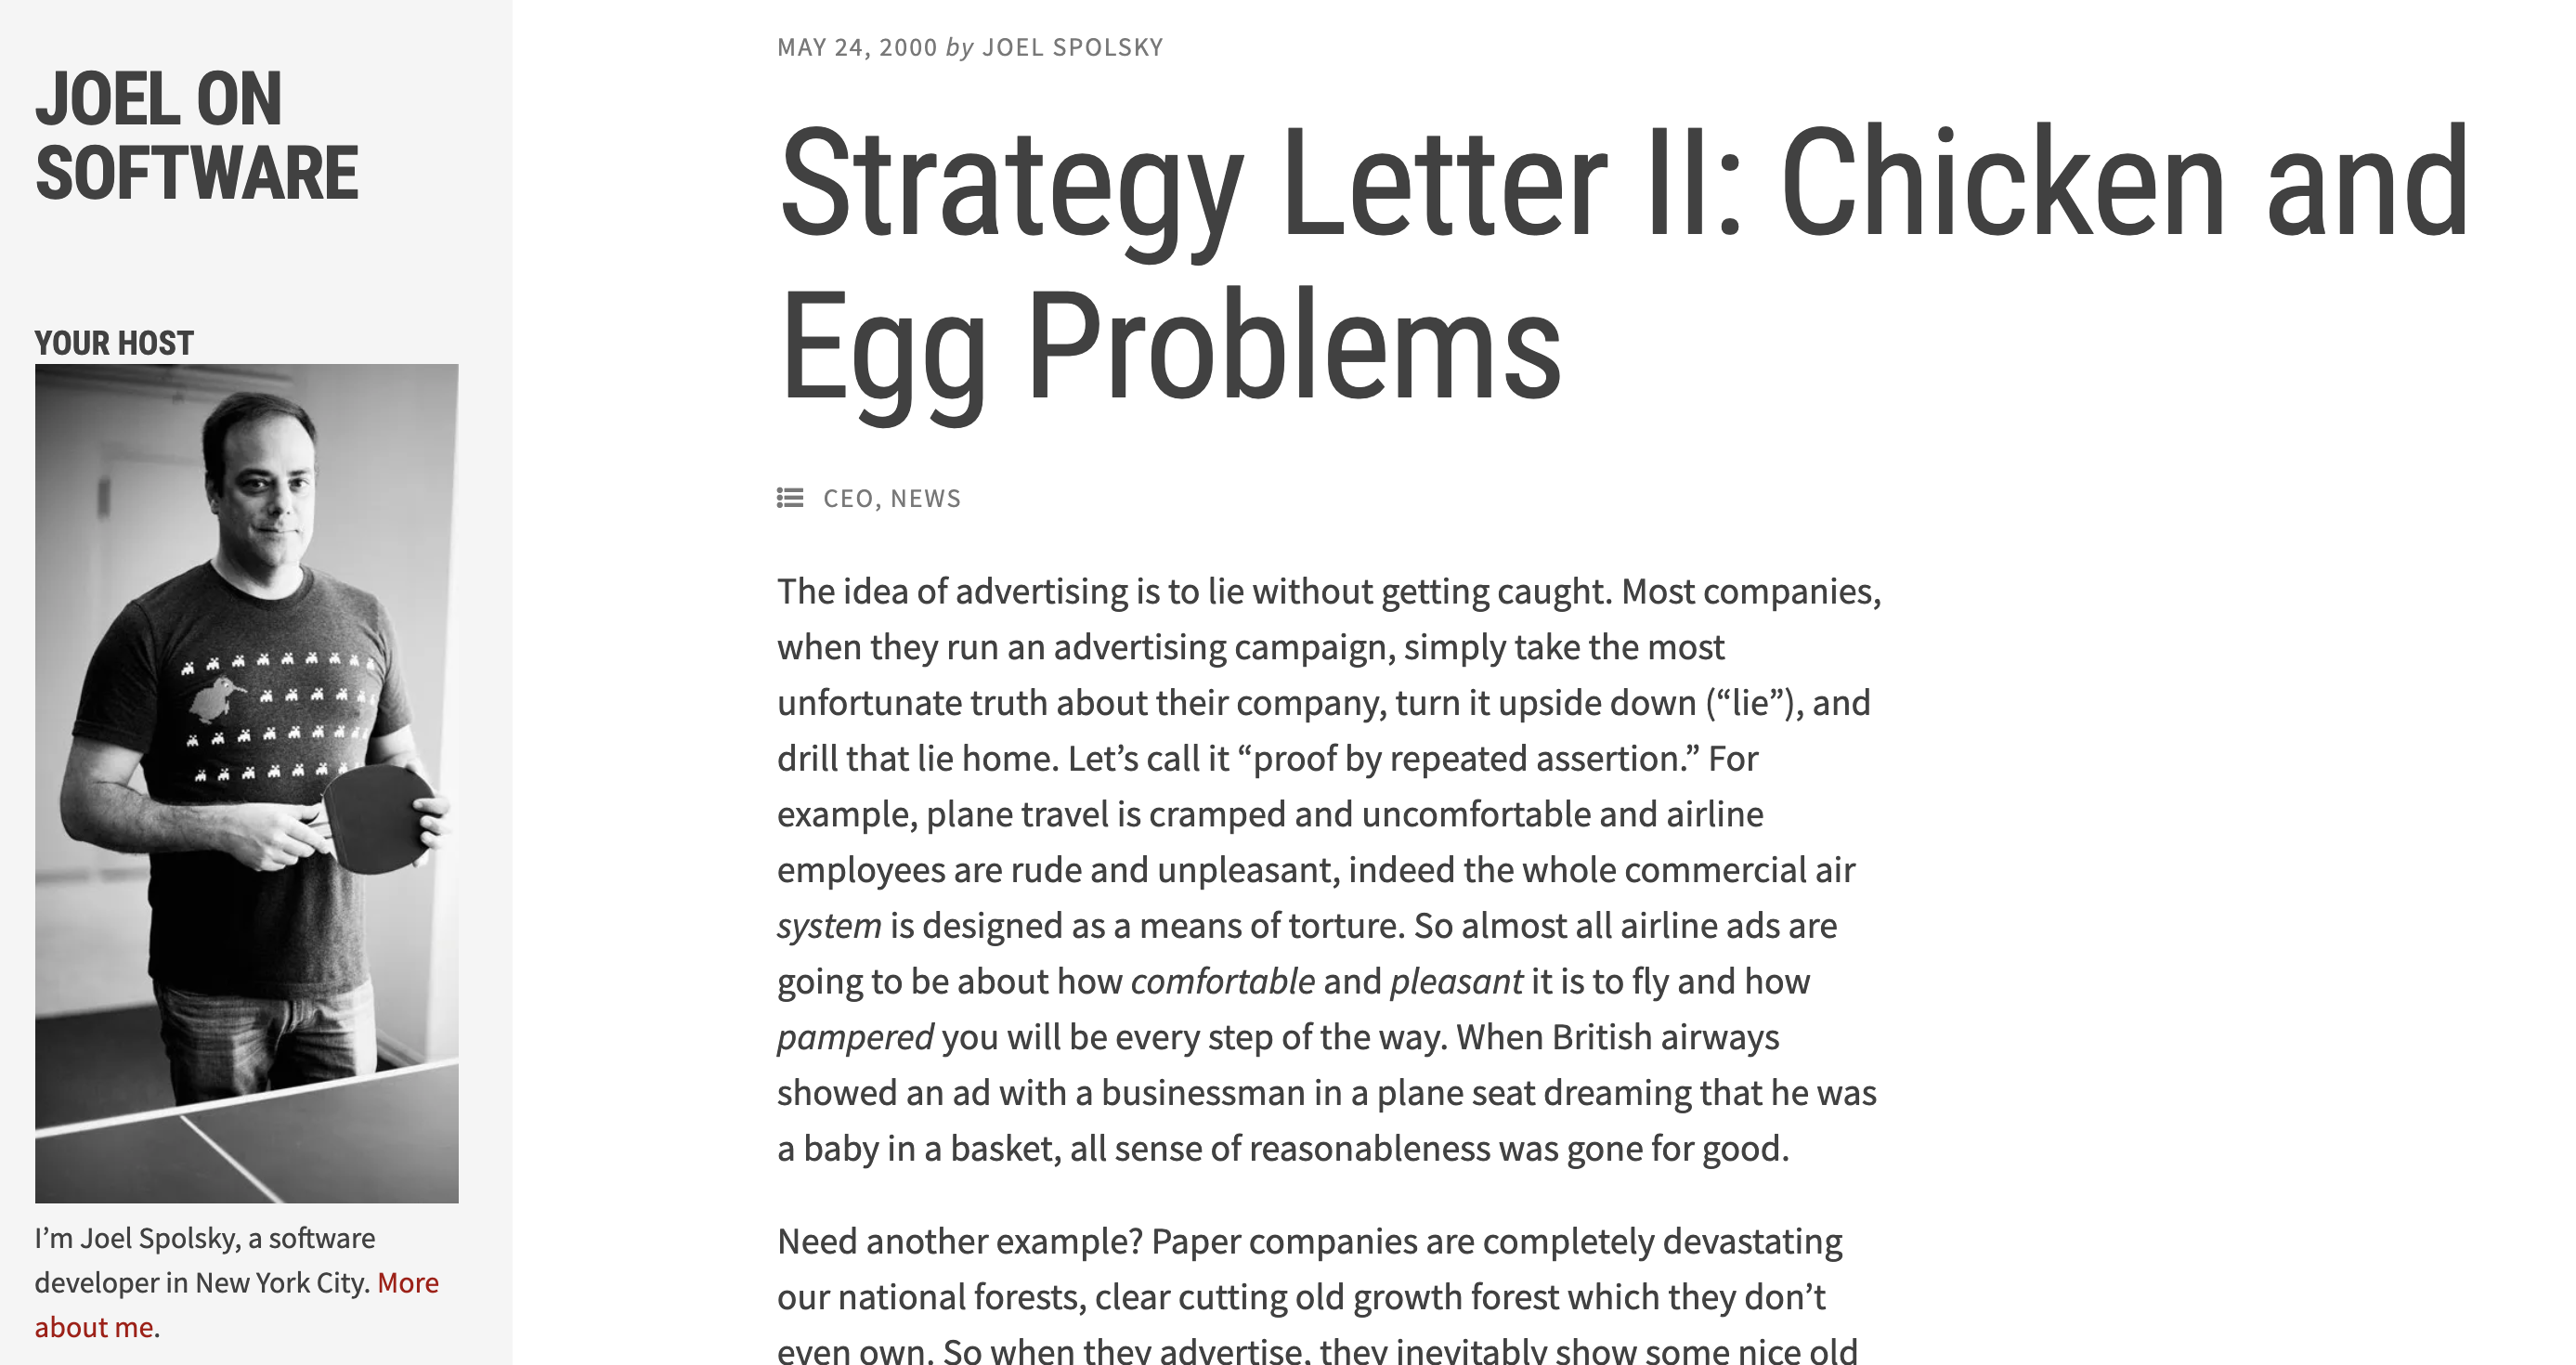 JOEL ON
SOFTWARE
YOUR HOST
I’m Joel Spolsky, a software
developer in New York City. More
about me.
MAY 24, 2000 by JOEL SPOLSKY
Strategy Letter II: Chicken and
Egg Problems
CEO, NEWS
The idea of advertising is to lie without getting caught. Most companies,
when they run an advertising campaign, simply take the most
unfortunate truth about their company, turn it upside down (“lie”), and
drill that lie home. Let’s call it “proof by repeated assertion.” For
example, plane travel is cramped and uncomfortable and airline
employees are rude and unpleasant, indeed the whole commercial air
system is designed as a means of torture. So almost all airline ads are
going to be about how comfortable and pleasant it is to fly and how
pampered you will be every step of the way. When British airways
showed an ad with a businessman in a plane seat dreaming that he was
a baby in a basket, all sense of reasonableness was gone for good.
Need another example? Paper companies are completely devastating
our national forests, clear cutting old growth forest which they don’t
even own. So when they advertise, they inevitably show some nice old